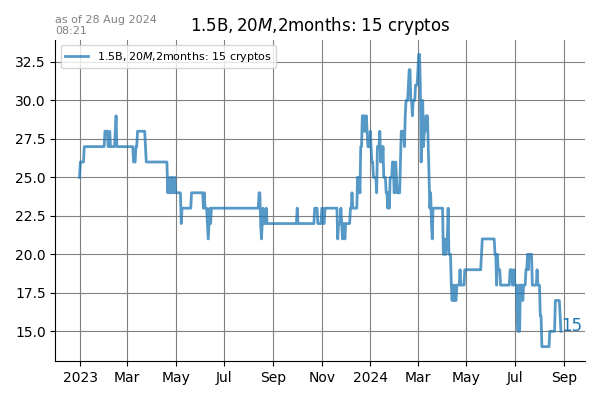 as of 28 Aug 2024
08:21
1.5B, 20M,2months: 15 cryptos
1.5B, 20M,2months: 15 cryptos
32.5
30.0
27.5
25.0
22.5
20.0
17.5
15.0
15
2023 Mar May Jul Sep Nov 2024 Mar May Jul Sep